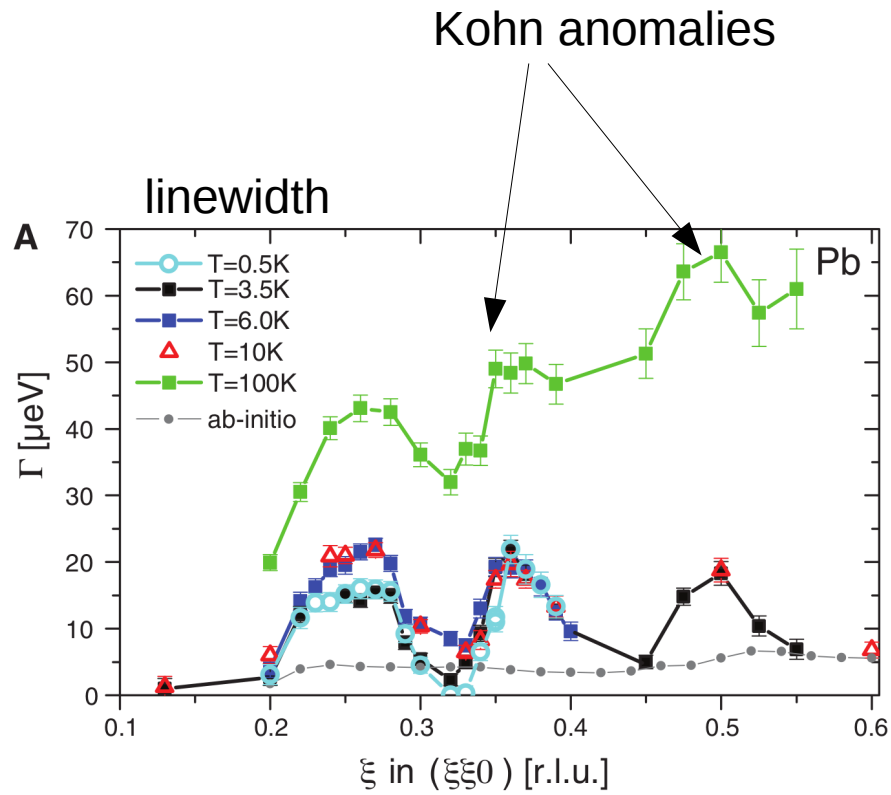 Kohn anomalies
linewidth
A
Pb
T=0.5K
T=3.5K
T=6.0K
T=10K
T=100K
ab-initio
Γ [μeV]
70
60
50
40
30
20
10
0
0.1 0.2 0.3 0.4 0.5 0.6
ξ in (ξξ0) [r.l.u.]